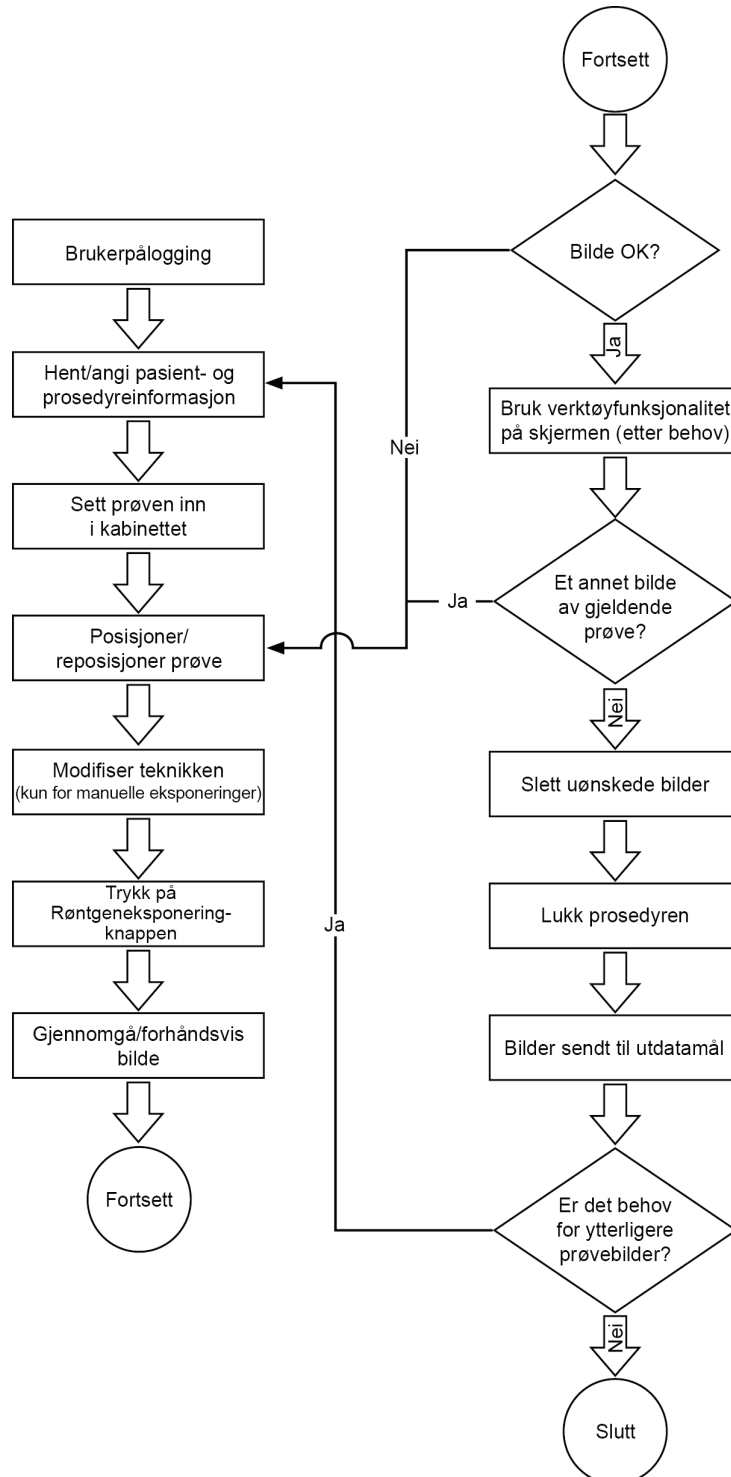 Brukerpålogging
Hent/angi pasient- og
prosedyreinformasjon
Sett prøven inn
i kabinettet
Posisjoner/
reposisjoner prøve
Modifiser teknikken
(kun for manuelle eksponeringer)
Trykk på
Røntgeneksponering-
knappen
Gjennomgå/forhåndsvis
bilde
Fortsett
Fortsett
Bilde OK?
Nei
Ja
Bruk verktøyfunksjonalitet
på skjermen (etter behov)
Et annet bilde
av gjeldende
prøve?
Ja
Nei
Slett uønskede bilder
Lukk prosedyren
Bilder sendt til utdatamål
Er det behov
for ytterligere
prøvebilder?
Ja
Nei
Slutt